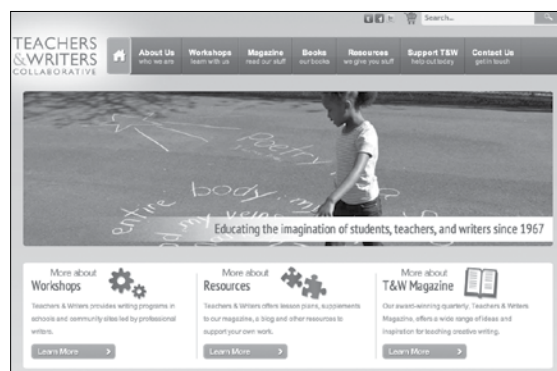 Search...
TEACHERS
&WRITERS
COLLABORATIVE
About Us
who we are
Workshops
learn with us
Magazine
read our stuff
Books
our books
Resources
we give you stuff
Support T&W
help out today
Contact Us
get in touch
Poetry
entire body. my
my veins
Educating the imagination of students, teachers, and writers since 1967
More about
Workshops
Teachers & Writers provides writing programs in
schools and community sites led by professional
writers.
Learn More >
More about
Resources
Teachers & Writers offers lesson plans, supplements
to our magazine, a blog and other resources to
support your own work.
Learn More >
More about
T&W Magazine
Our award-winning quarterly, Teachers & Writers
Magazine, offers a wide range of ideas and
inspiration for teaching creative writing.
Learn More >